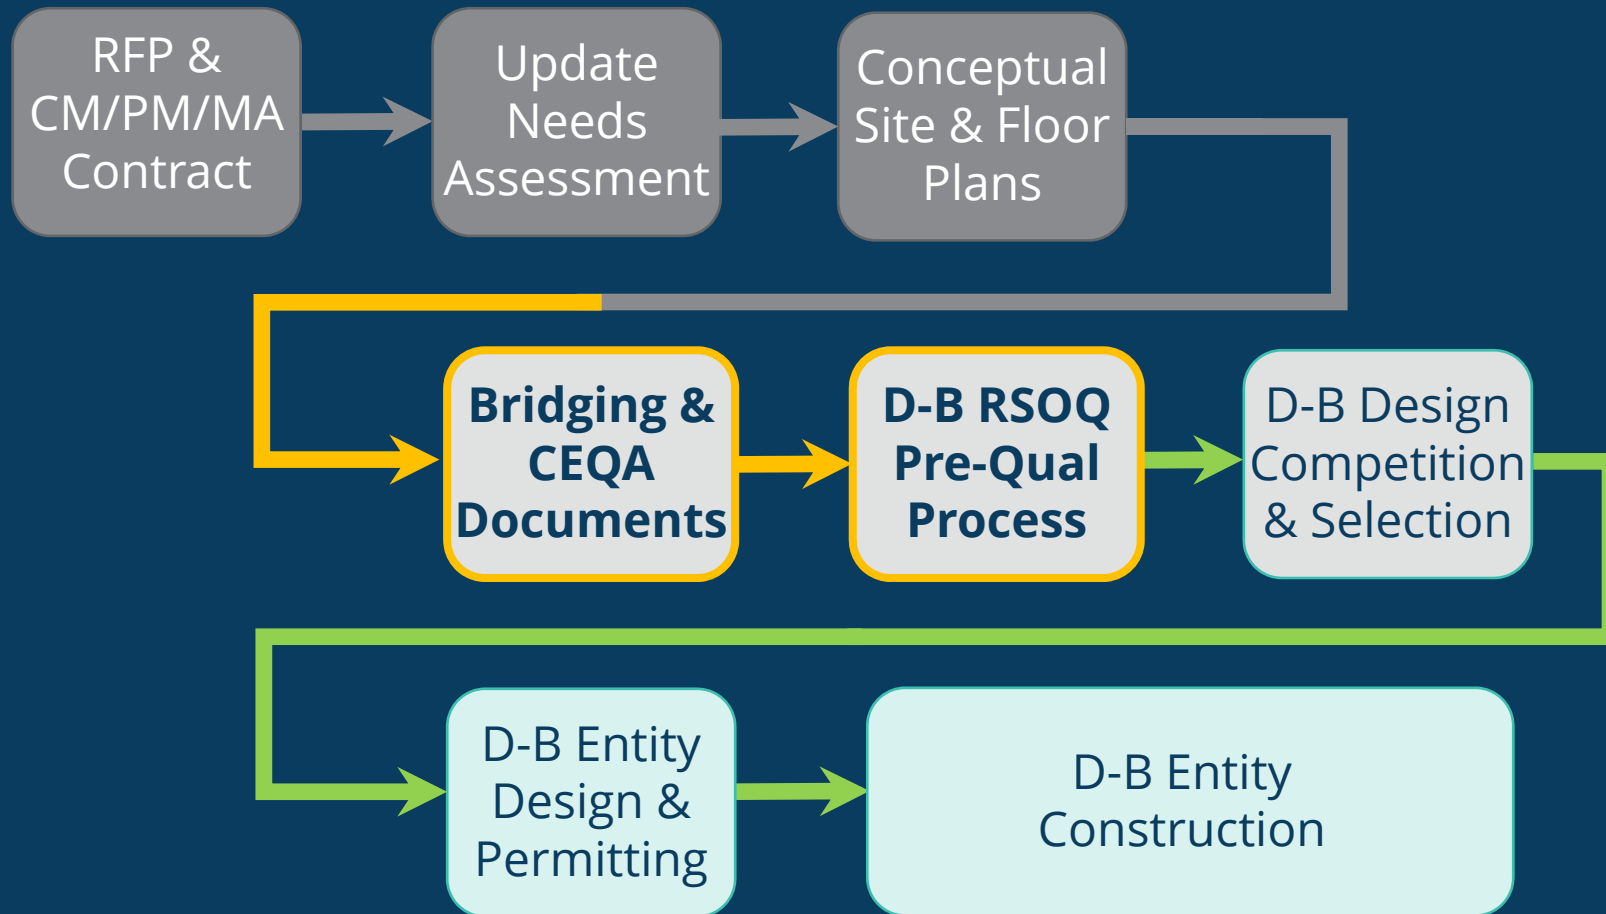 RFP &
CM/PM/MA
Contract
Update
Needs
Assessment
Conceptual
Site & Floor
Plans
Bridging &
CEQA
Documents
D-B RSOQ
Pre-Qual
Process
D-B Design
Competition
& Selection
D-B Entity
Design &
Permitting
D-B Entity
Construction